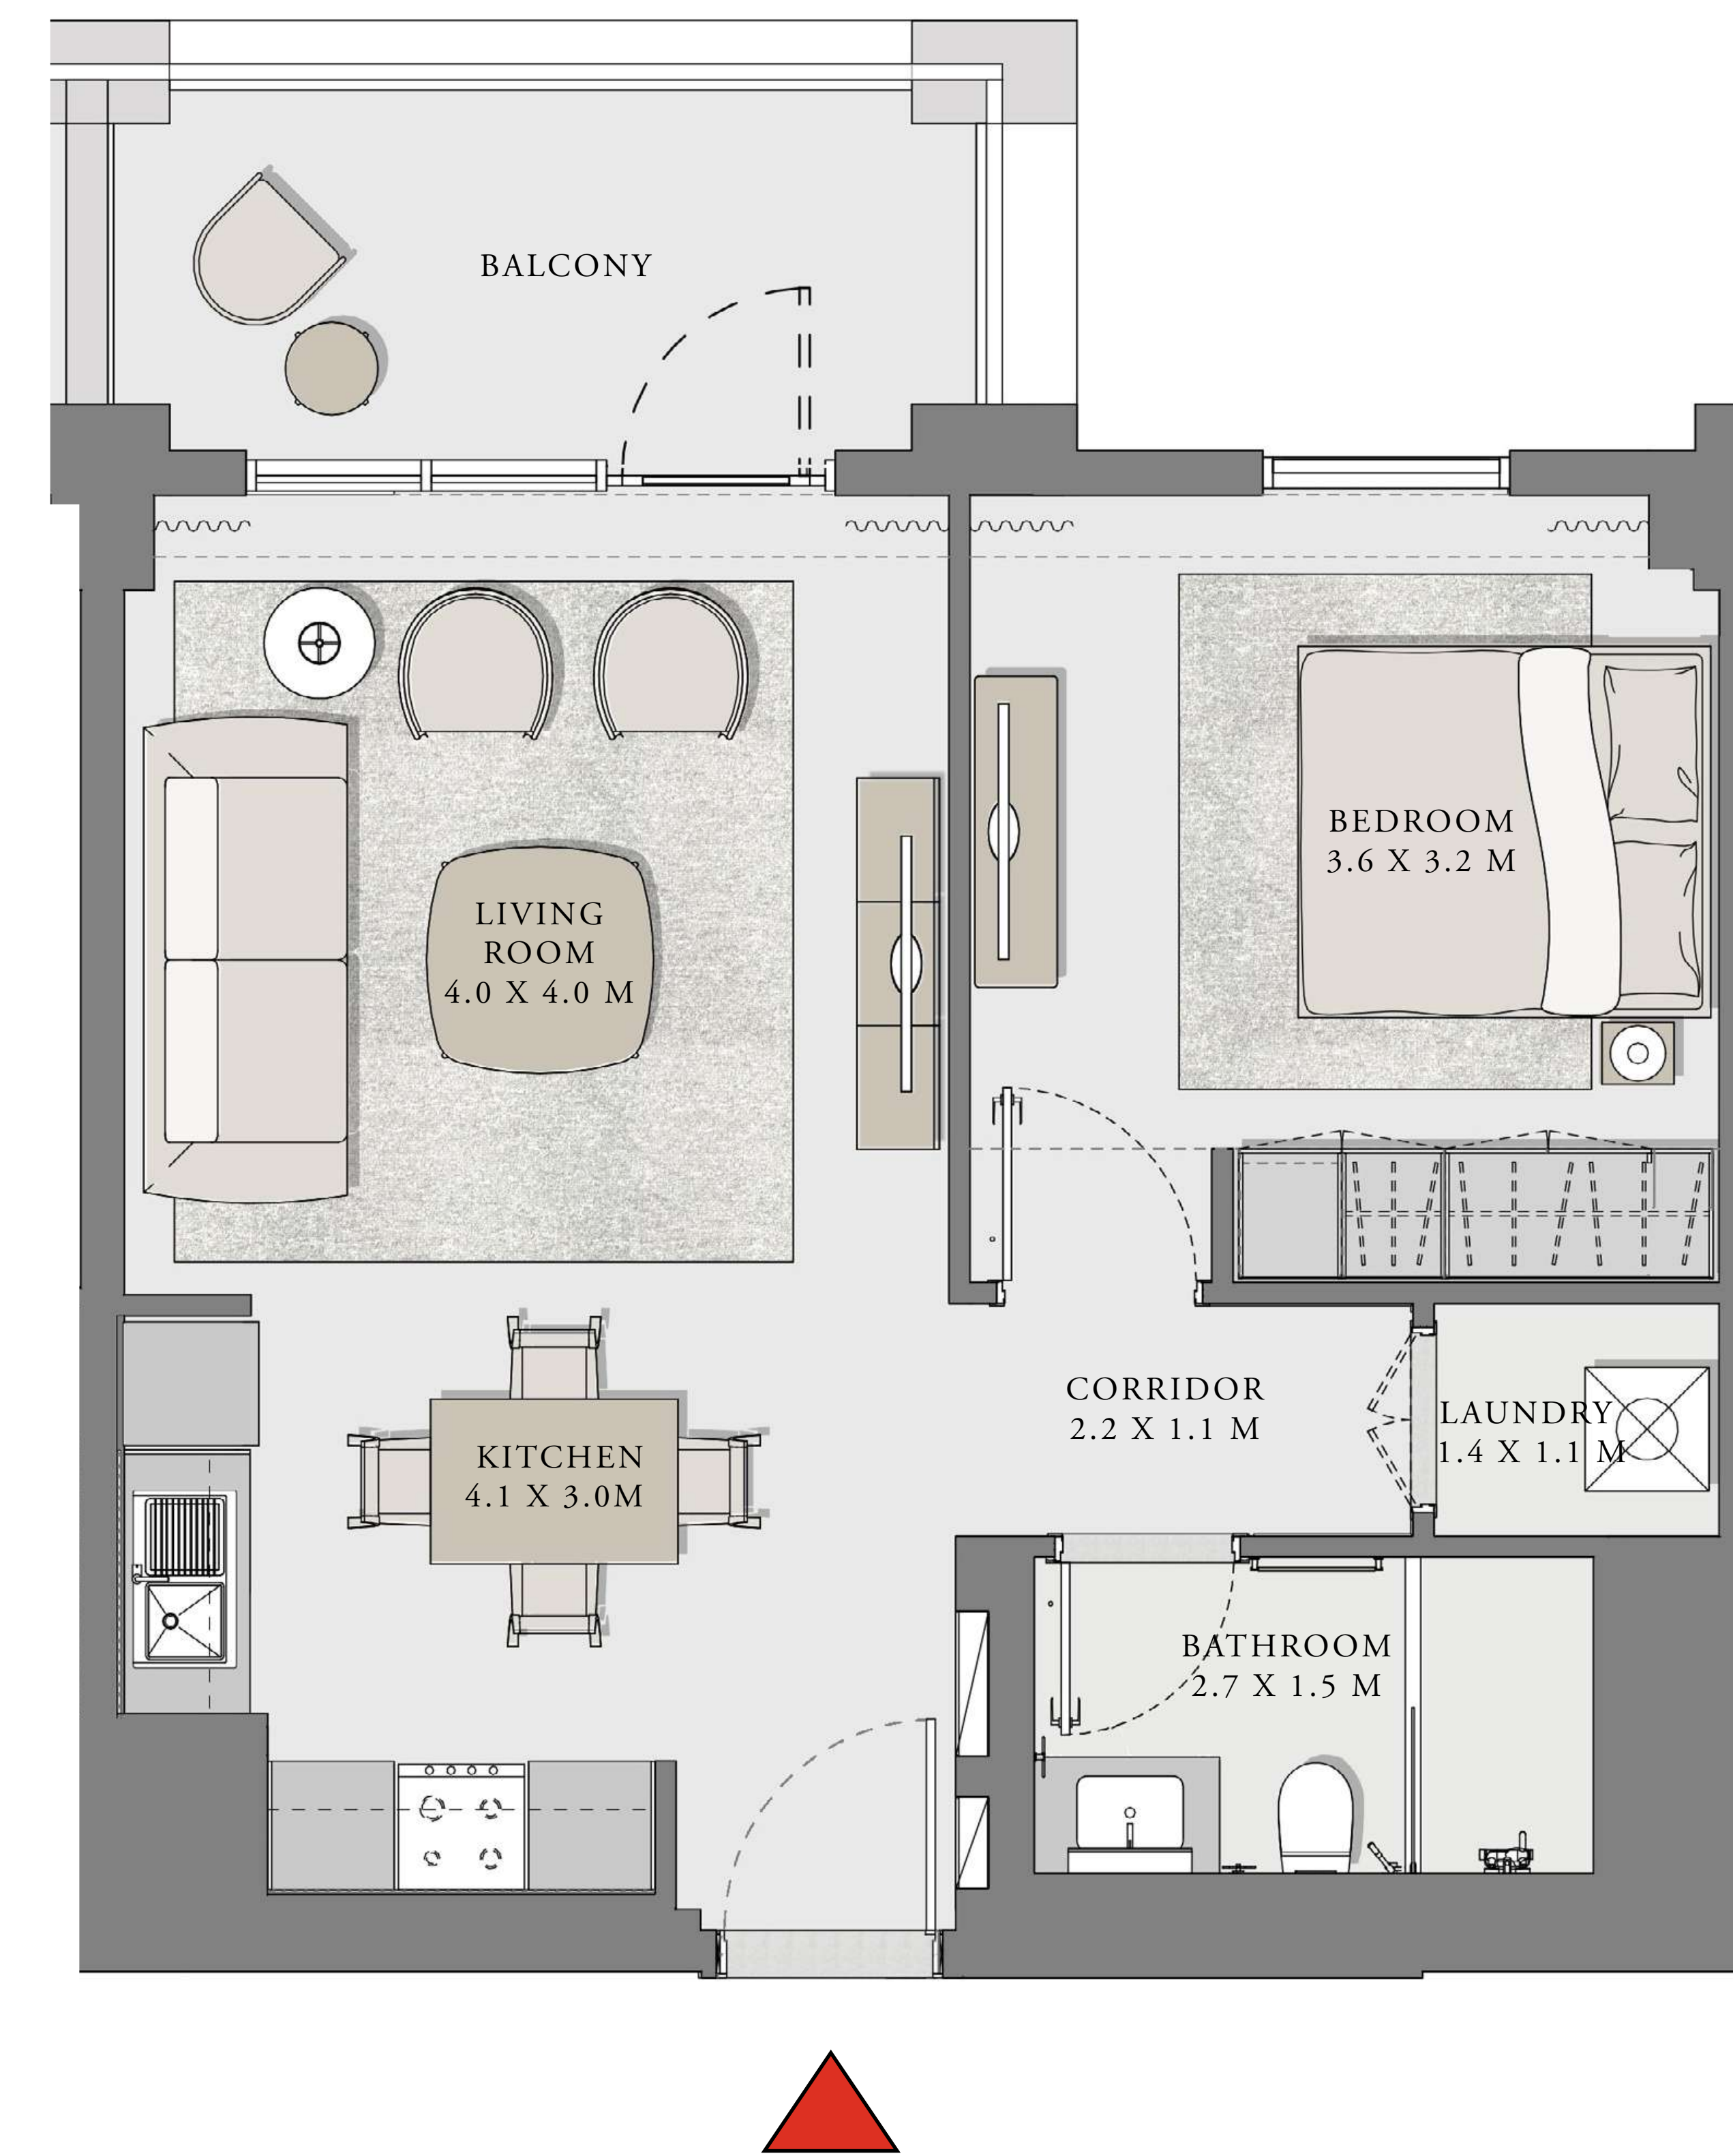 BALCONY
BEDROOM
3.6 X 3.2 M
LIVING
ROOM
4.0 X 4.0 M
CORRIDOR
2.2 X 1.1 M
LAUNDRY
1.4 X 1.1 M
KITCHEN
4.1 X 3.0M
BATHROOM
2.7 X 1.5 M